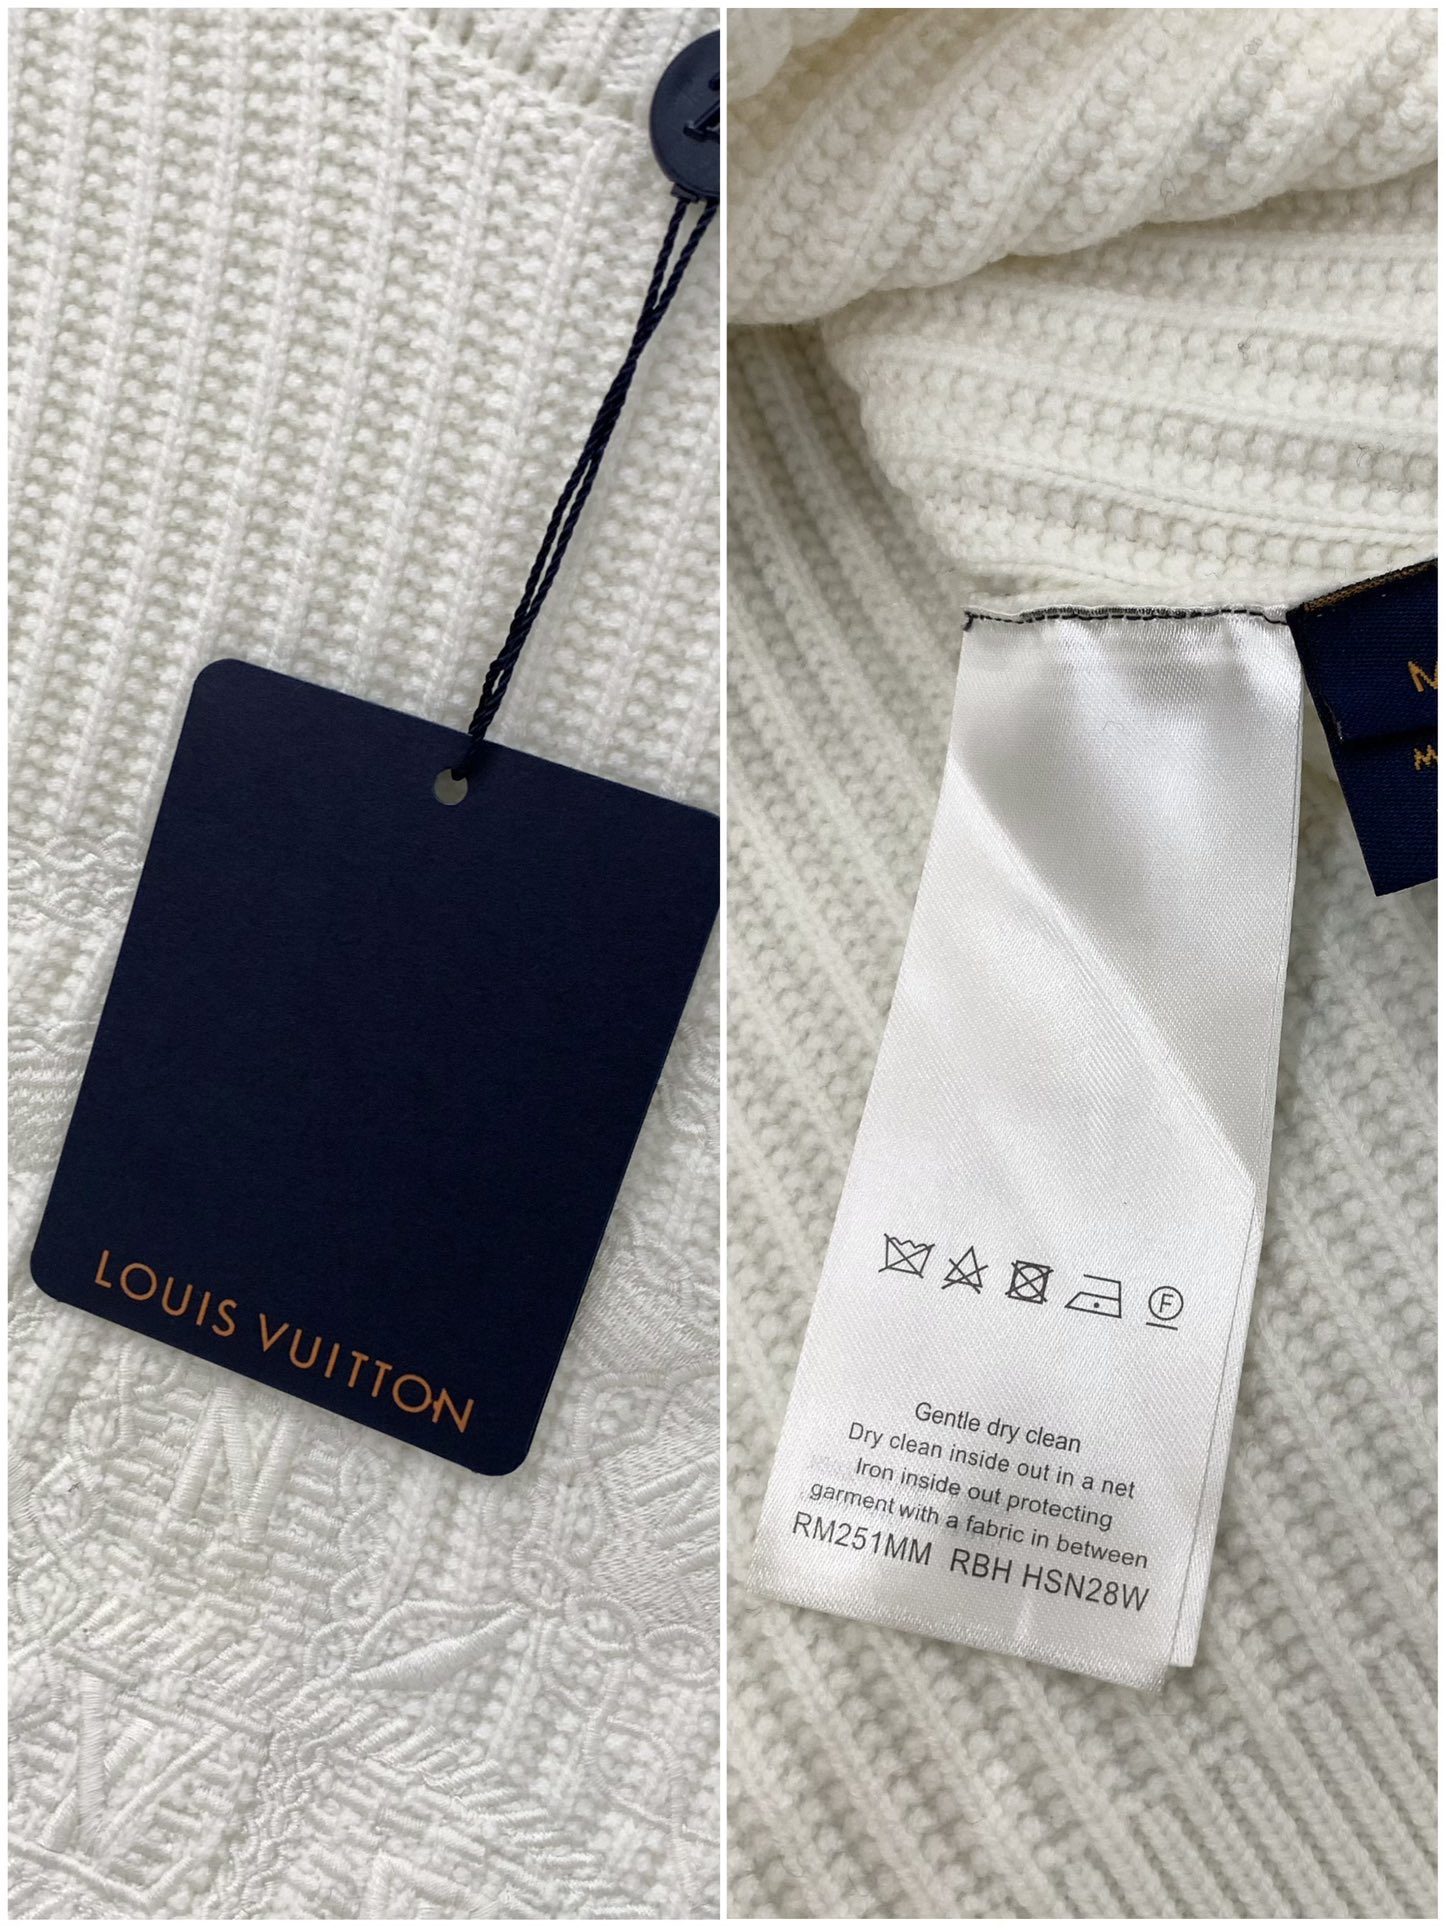 LOUIS VUITTON
F
Gentle dry clean
Dry clean inside out in a net
Iron inside out protecting
garment with a fabric in between
RM251MM RBH HSN28W